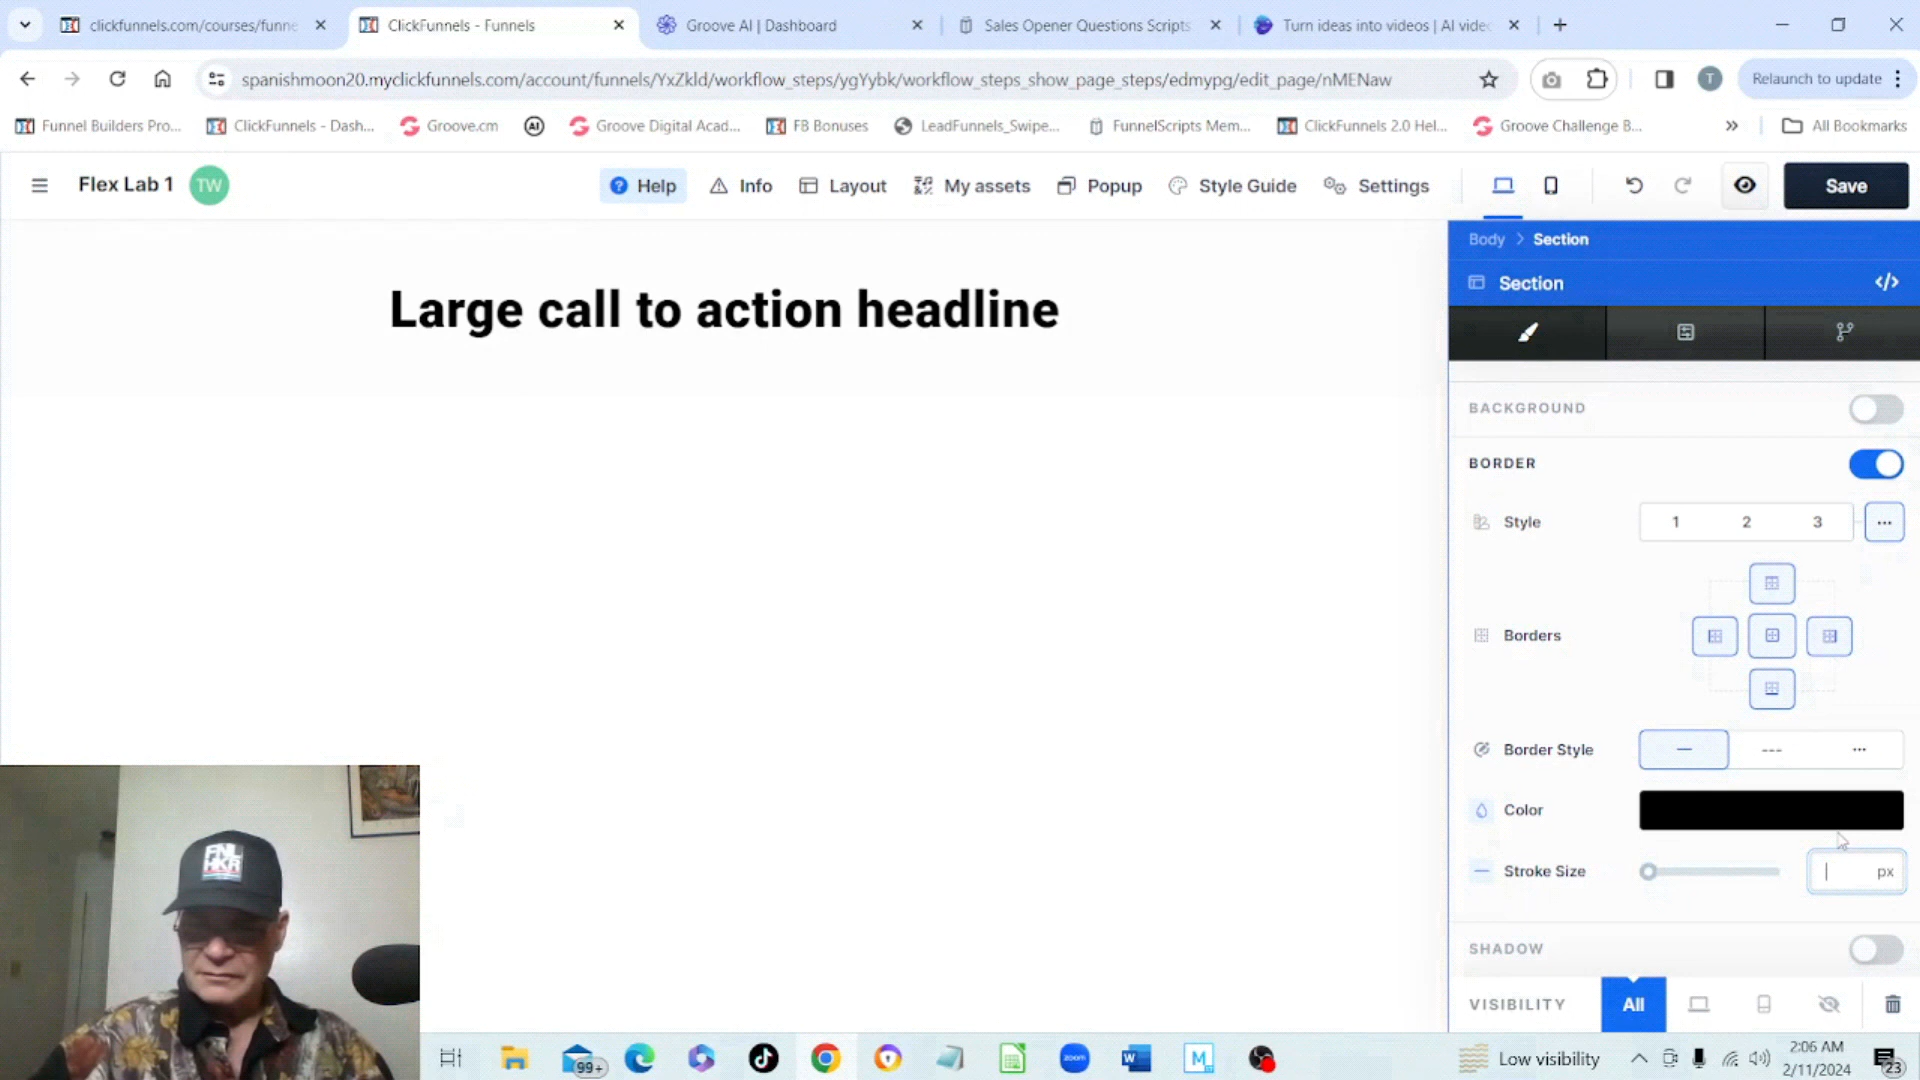 clickfunnels.com/courses/funne
ClickFunnels - Funnels
Groove AI | Dashboard
Sales Opener Questions Scripts
Turn ideas into videos | AI vide
spanishmoon20.myclickfunnels.com/account/funnels/YxZkld/workflow_steps/ygYybk/workflow_steps_show_page_steps/edmypg/edit_page/nMENaw
T
Relaunch to update
Funnel Builders Pro...
ClickFunnels - Dash...
Groove.cm
AI
Groove Digital Acad...
FB Bonuses
LeadFunnels_Swipe...
FunnelScripts Mem...
ClickFunnels 2.0 Hel...
Groove Challenge B...
All Bookmarks
Flex Lab 1
TW
Help
Info
Layout
My assets
Popup
Style Guide
Settings
Save
Body > Section
Section
Large call to action headline
BACKGROUND
BORDER
Style
1 2 3
Borders
Border Style
Color
Stroke Size
px
SHADOW
VISIBILITY
All
FNL
HKR
99+
zoom
W
M
Low visibility
2:06 AM
2/11/2024
23